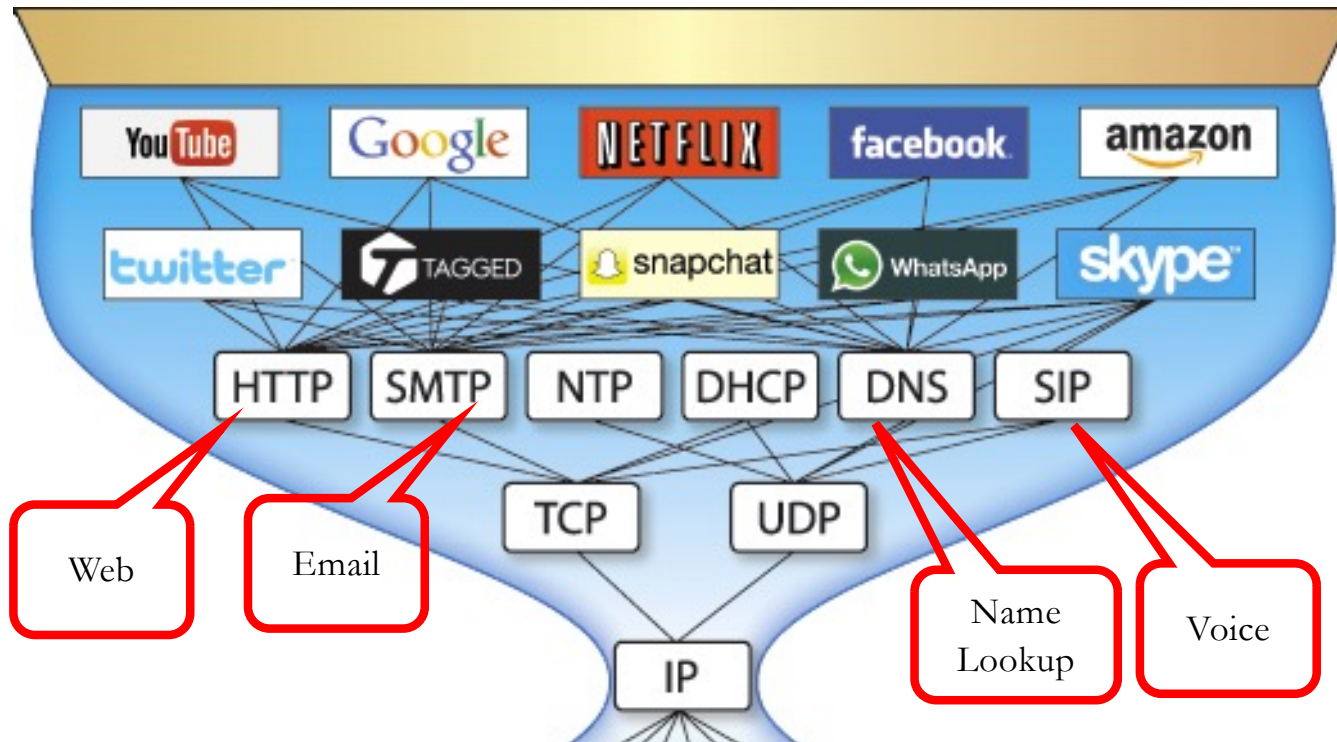 YouTube
Google
NETFLIX
facebook
amazon
twitter
TAGGED
snapchat
WhatsApp
skype™
HTTP
SMTP
NTP
DHCP
DNS
SIP
TCP
UDP
Web
Email
Name
Lookup
Voice
IP